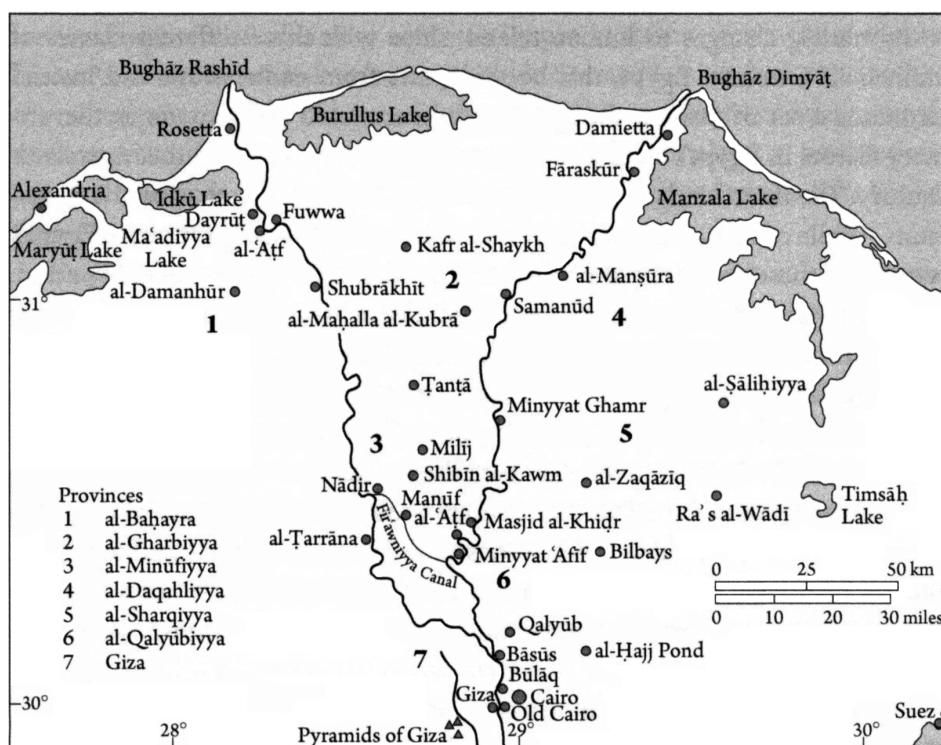 Bughāz Rashīd
Bughāz Dimyāṭ
Rosetta
Burullus Lake
Damietta
Fāraskūr
Alexandria
Idkū Lake
Manzala Lake
Dayrūṭ
Fuwwa
Maryūṭ Lake
Maʿadiyya
Lake
al-ʿAṭf
Kafr al-Shaykh
2
al-Manṣūra
31°
al-Damanhūr
Shubrākhīt
Samanūd
1
al-Maḥalla al-Kubrā
4
Ṭanṭā
al-Ṣāliḥiyya
Minyyat Ghamr
5
3
Milīj
Shibīn al-Kawm
al-Zaqāzīq
Nādir
Manūf
al-ʿAṭf
Masjid al-Khiḍr
Raʾs al-Wādī
Timsāḥ
Lake
al-Ṭarrāna
Firʿawniyya Canal
Minyyat ʿAfīf
Bilbays
6
Provinces
1 al-Baḥayra
2 al-Gharbiyya
3 al-Minūfiyya
4 al-Daqahliyya
5 al-Sharqiyya
6 al-Qalyūbiyya
7 Giza
0 25 50 km
0 10 20 30 miles
Qalyūb
7
Bāsūs
al-Ḥajj Pond
Būlāq
Giza
Cairo
Old Cairo
30°
Suez
Pyramids of Giza
28°
29°
30°